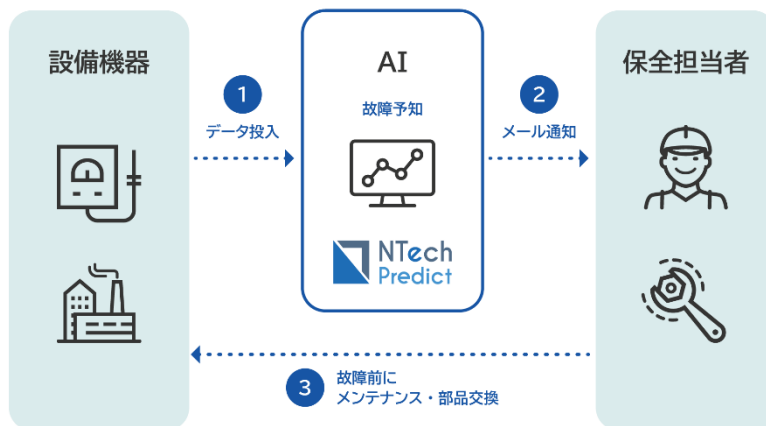 設備機器
1
データ投入
AI
故障予知
NTech
Predict
2
メール通知
保全担当者
3
故障前に
メンテナンス・部品交換